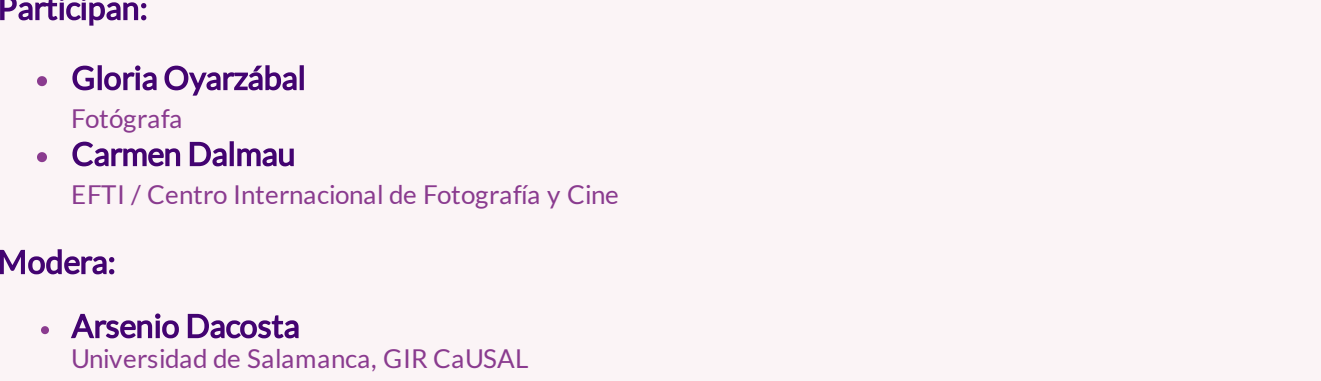 Participan:
Gloria Oyarzábal
Fotógrafa
Carmen Dalmau
EFTI / Centro Internacional de Fotografía y Cine
Modera:
Arsenio Dacosta
Universidad de Salamanca, GIR CaUSAL